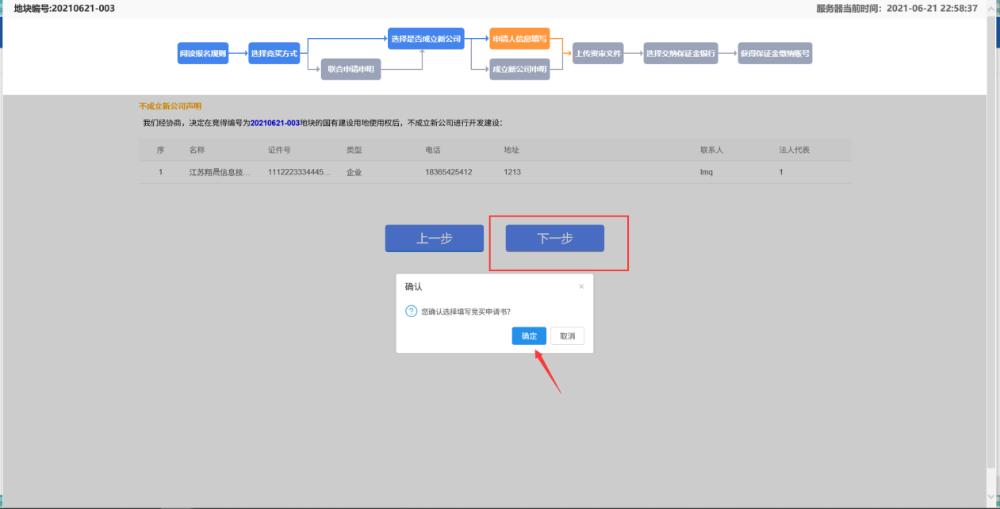 地块编号:20210621-003
服务器当前时间：2021-06-21 22:58:37
阅读报名规则
选择竞买方式
选择是否成立新公司
申请人信息填写
联合申请申明
成立新公司申明
上传资审文件
选择交纳保证金银行
获得保证金缴纳账号
不成立新公司声明
我们经协商，决定在竞得编号为20210621-003地块的国有建设用地使用权后，不成立新公司进行开发建设：
序 名称 证件号 类型 电话 地址 联系人 法人代表
1 江苏翔晟信息技... 1112223334445... 企业 18365425412 1213 lmq 1
上一步
下一步
确认
×
?
您确认选择填写竞买申请书?
确定
取消